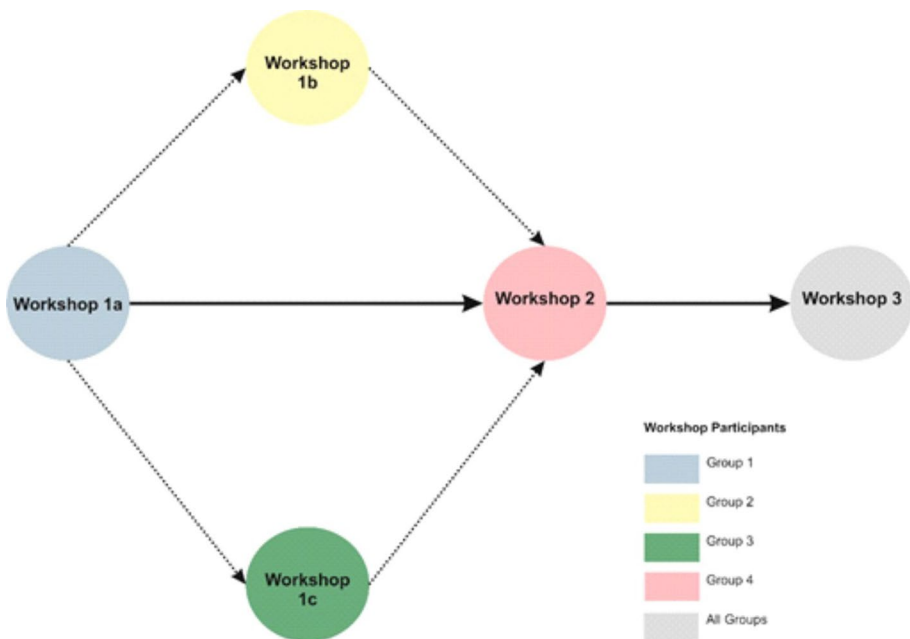 Workshop
1b
Workshop 1a
Workshop 2
Workshop 3
Workshop
1c
Workshop Participants
Group 1
Group 2
Group 3
Group 4
All Groups